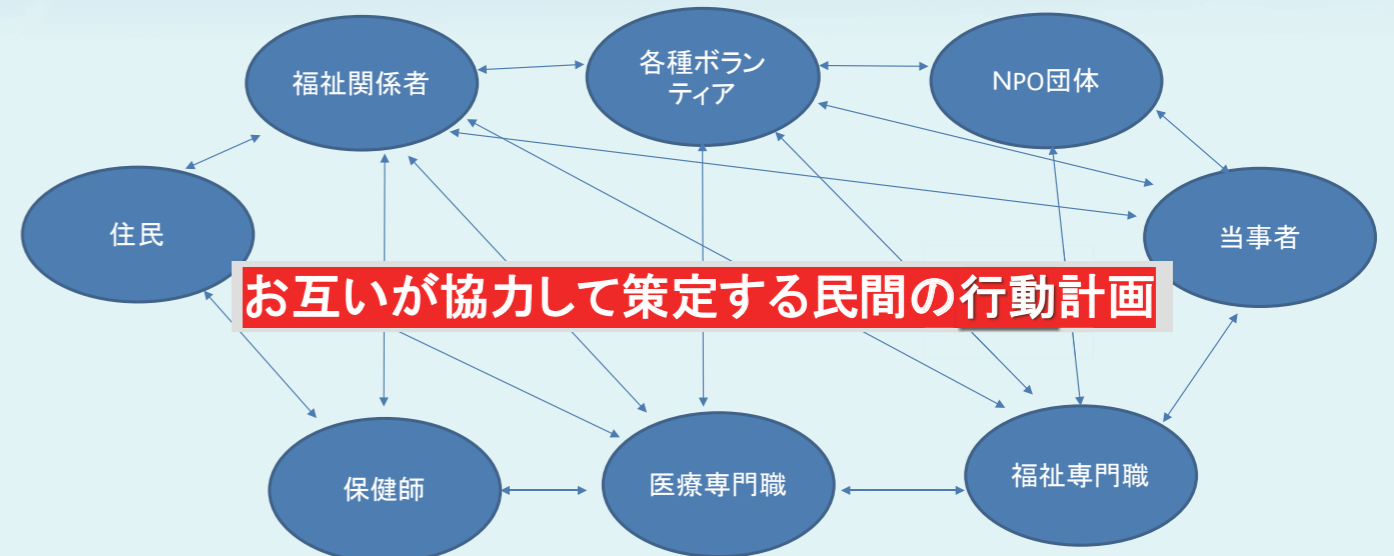 福祉関係者
各種ボラン
ティア
NPO団体
住民
当事者
お互いが協力して策定する民間の行動計画
保健師
医療専門職
福祉専門職